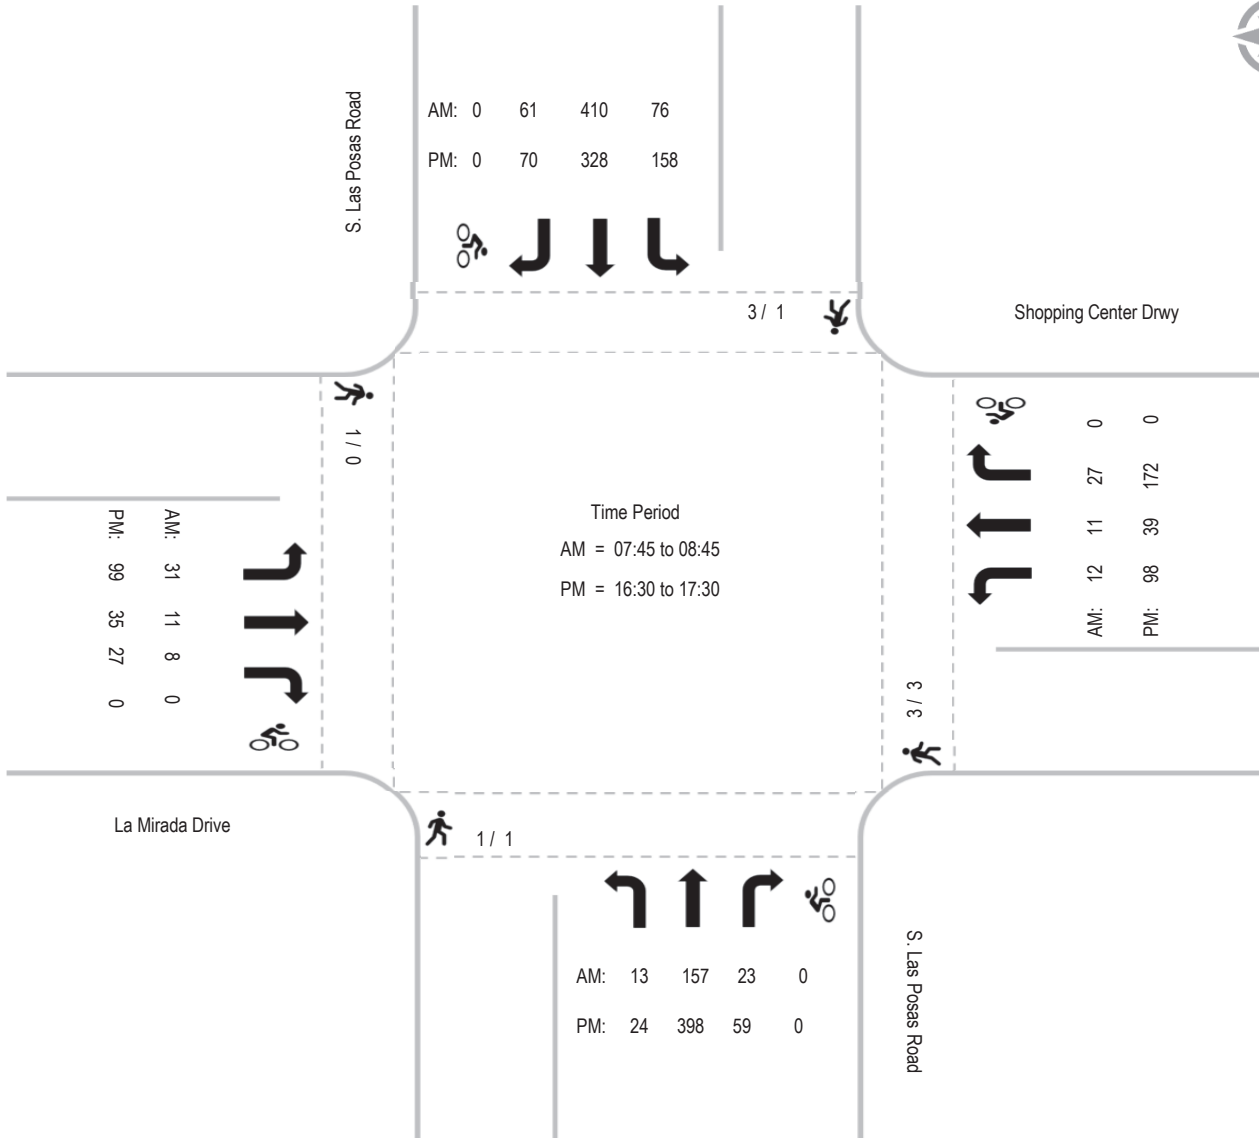 S. Las Posas Road
AM: 0 61 410 76
PM: 0 70 328 158
3 / 1
Shopping Center Drwy
1 / 0
Time Period
AM = 07:45 to 08:45
PM = 16:30 to 17:30
AM: 31 11 8 0
PM: 99 35 27 0
AM: 12 11 27 0
PM: 98 39 172 0
3 / 3
La Mirada Drive
1 / 1
AM: 13 157 23 0
PM: 24 398 59 0
S. Las Posas Road